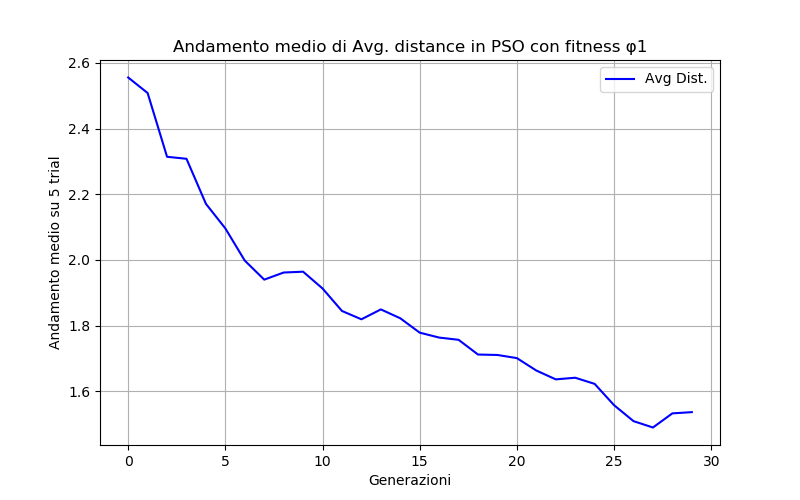 Andamento medio di Avg. distance in PSO con fitness φ1
Avg Dist.
Andamento medio su 5 trial
2.6
2.4
2.2
2.0
1.8
1.6
0 5 10 15 20 25 30
Generazioni